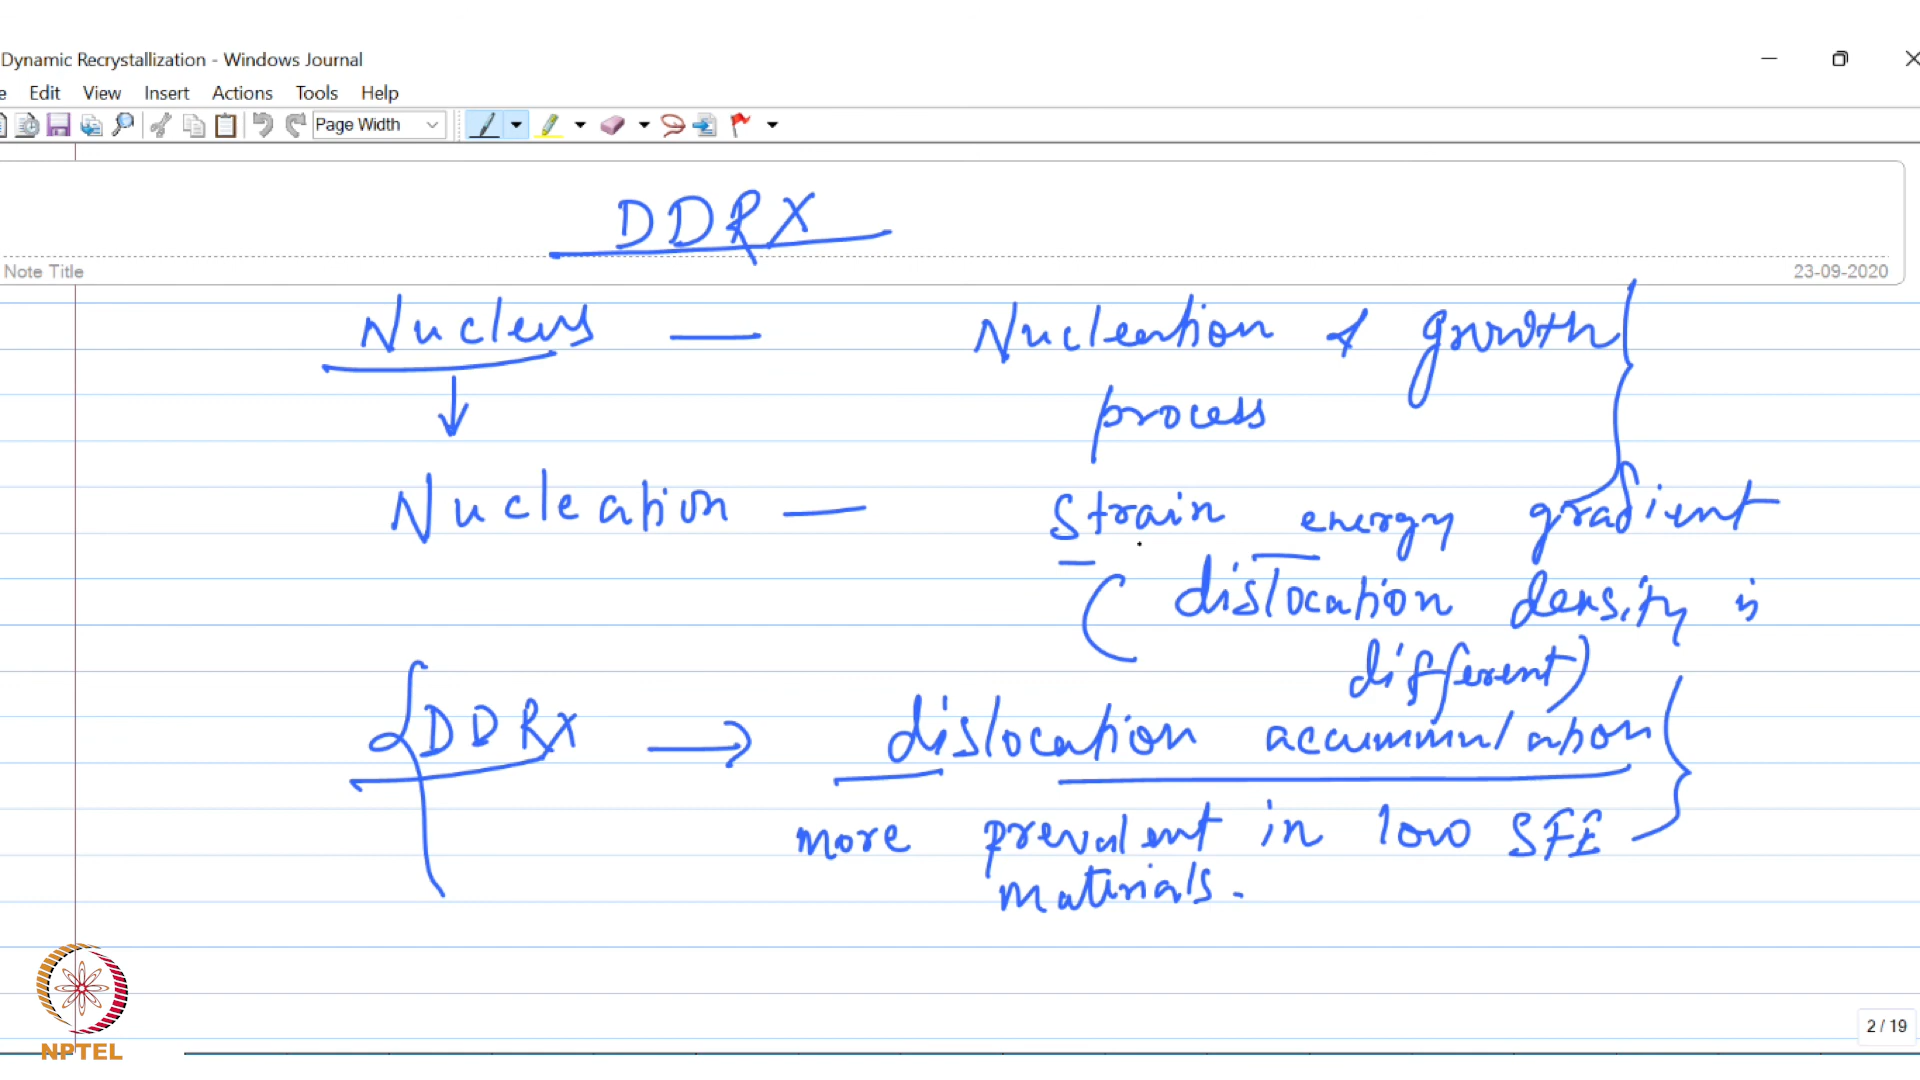 Dynamic Recrystallization - Windows Journal
e Edit View Insert Actions Tools Help
Page Width
DDRX
Note Title 23-09-2020
Nucleus — Nucleation & growth
process
Nucleation — Strain energy gradient
(dislocation density is
different)
DDRX → dislocation accummulation
more prevalent in low SFE
materials.
NPTEL
2 / 19